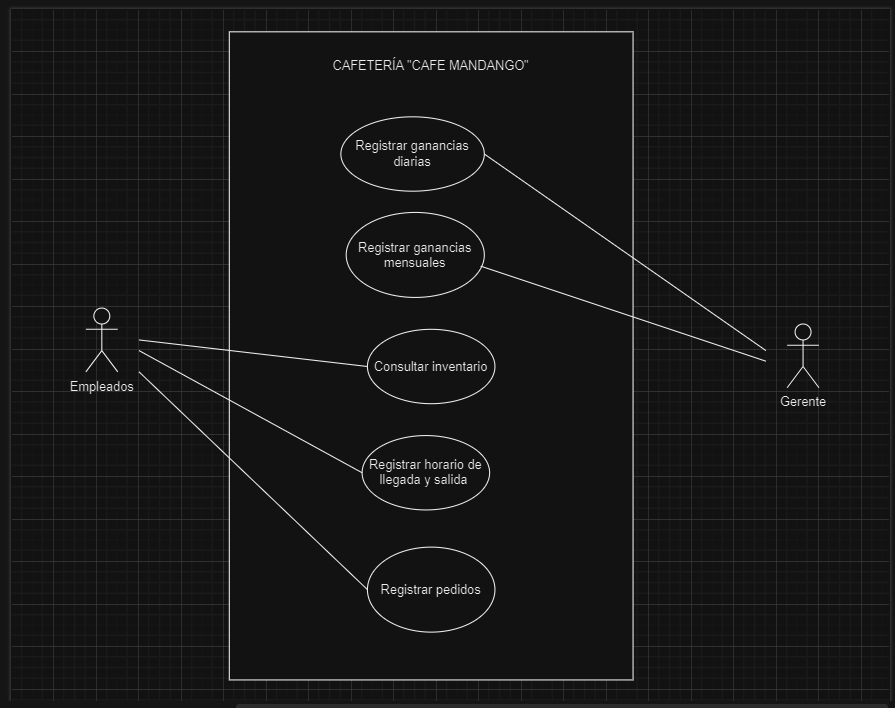 CAFETERÍA "CAFE MANDANGO"
Registrar ganancias
diarias
Registrar ganancias
mensuales
Consultar inventario
Registrar horario de
llegada y salida
Registrar pedidos
Empleados
Gerente